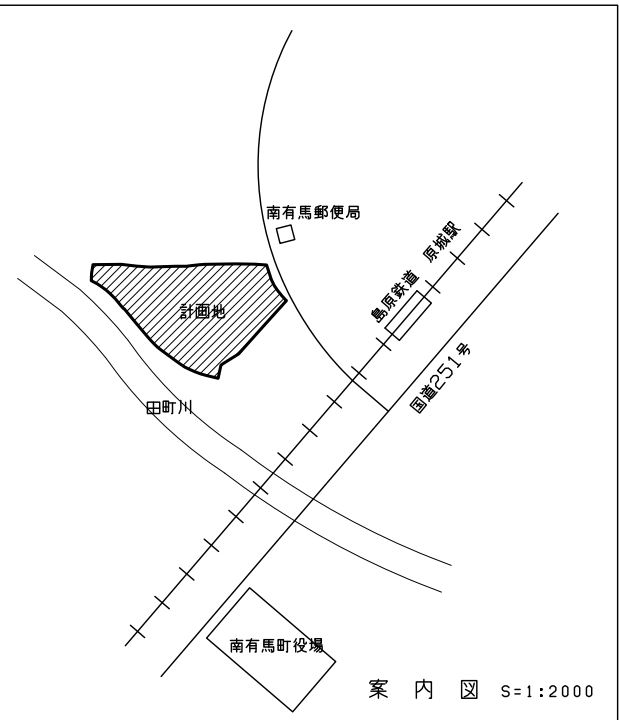 南有馬郵便局
島原鉄道 原城駅
計画地
国道251号
田町川
南有馬町役場
案内図 S=1:2000